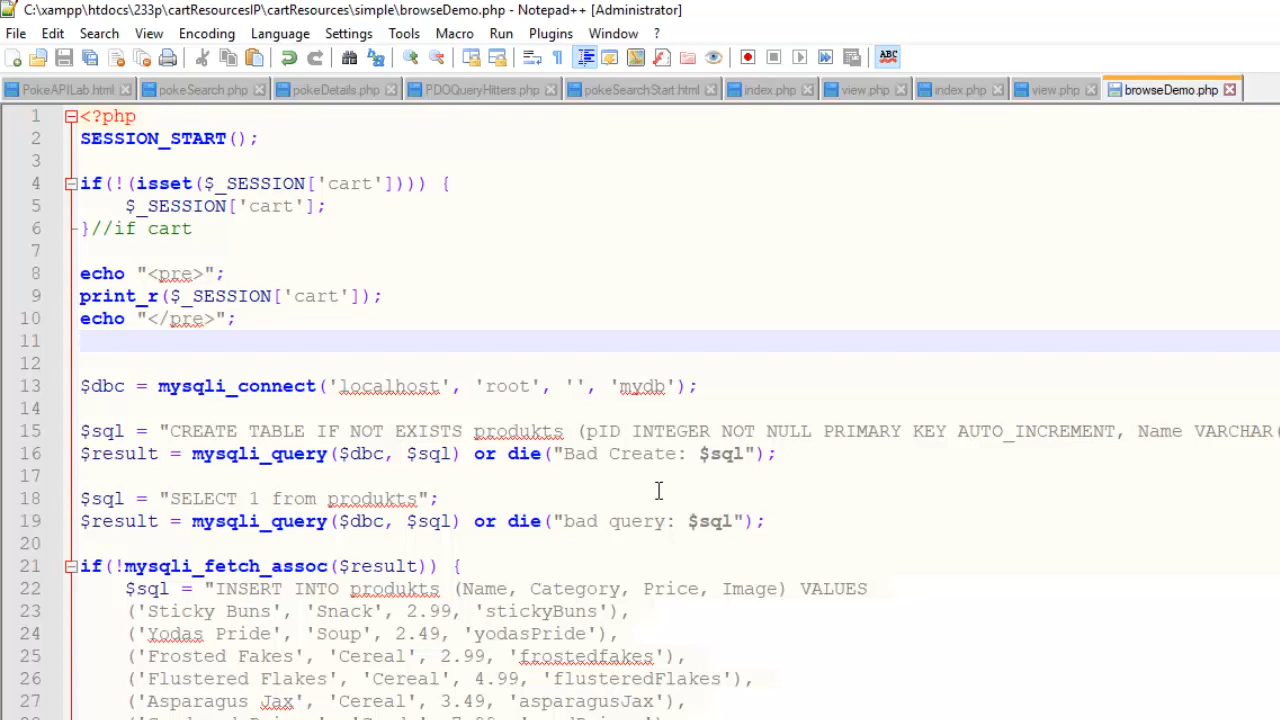 C:\xampp\htdocs\233p\cartResourcesIP\cartResources\simple\browseDemo.php - Notepad++ [Administrator]
File Edit Search View Encoding Language Settings Tools Macro Run Plugins Window ?
ABC
PokeAPILab.html pokeSearch.php pokeDetails.php PDOQueryHitters.php pokeSearchStart.html index.php view.php index.php view.php browseDemo.php
1 <?php
2 SESSION_START();
3
4 if(!(isset($_SESSION['cart']))) {
5 $_SESSION['cart'];
6 }//if cart
7
8 echo "<pre>";
9 print_r($_SESSION['cart']);
10 echo "</pre>";
11
12
13 $dbc = mysqli_connect('localhost', 'root', '', 'mydb');
14
15 $sql = "CREATE TABLE IF NOT EXISTS produkts (pID INTEGER NOT NULL PRIMARY KEY AUTO_INCREMENT, Name VARCHAR(
16 $result = mysqli_query($dbc, $sql) or die("Bad Create: $sql");
17
18 $sql = "SELECT 1 from produkts";
19 $result = mysqli_query($dbc, $sql) or die("bad query: $sql");
20
21 if(!mysqli_fetch_assoc($result)) {
22 $sql = "INSERT INTO produkts (Name, Category, Price, Image) VALUES
23 ('Sticky Buns', 'Snack', 2.99, 'stickyBuns'),
24 ('Yodas Pride', 'Soup', 2.49, 'yodasPride'),
25 ('Frosted Fakes', 'Cereal', 2.99, 'frostedfakes'),
26 ('Flustered Flakes', 'Cereal', 4.99, 'flusteredFlakes'),
27 ('Asparagus Jax', 'Cereal', 3.49, 'asparagusJax'),